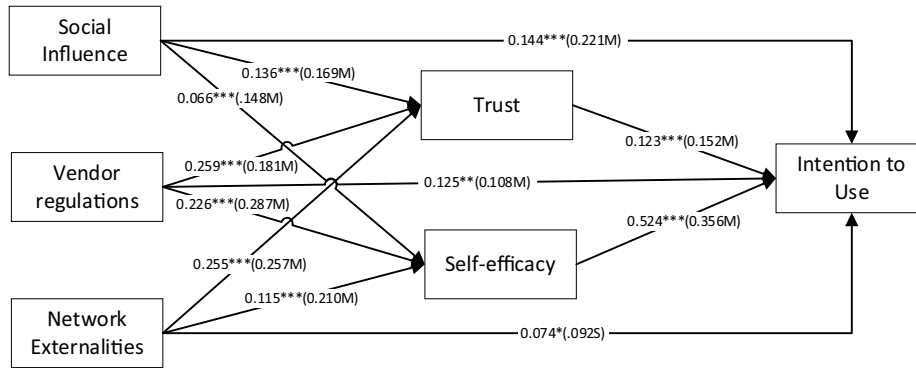 Social
Influence
0.144***(0.221M)
0.136***(0.169M)
0.066***(.148M)
Trust
Vendor
regulations
0.259***(0.181M)
0.123***(0.152M)
Intention to
Use
0.125**(0.108M)
0.226***(0.287M)
0.524***(0.356M)
Self-efficacy
0.255***(0.257M)
0.115***(0.210M)
Network
Externalities
0.074*(.092S)